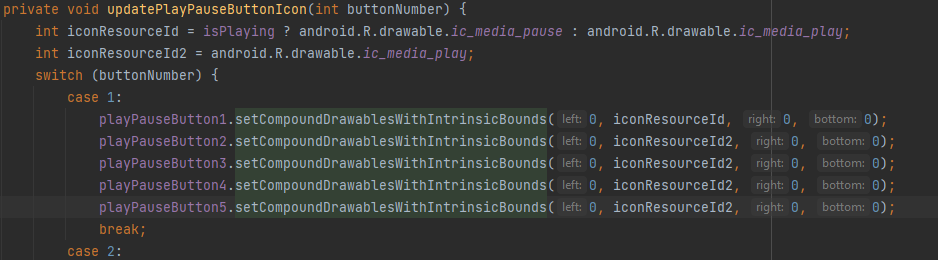 private void updatePlayPauseButtonIcon(int buttonNumber) {
int iconResourceId = isPlaying ? android.R.drawable.ic_media_pause : android.R.drawable.ic_media_play;
int iconResourceId2 = android.R.drawable.ic_media_play;
switch (buttonNumber) {
case 1:
playPauseButton1.setCompoundDrawablesWithIntrinsicBounds( left: 0, iconResourceId, right: 0, bottom: 0);
playPauseButton2.setCompoundDrawablesWithIntrinsicBounds( left: 0, iconResourceId2, right: 0, bottom: 0);
playPauseButton3.setCompoundDrawablesWithIntrinsicBounds( left: 0, iconResourceId2, right: 0, bottom: 0);
playPauseButton4.setCompoundDrawablesWithIntrinsicBounds( left: 0, iconResourceId2, right: 0, bottom: 0);
playPauseButton5.setCompoundDrawablesWithIntrinsicBounds( left: 0, iconResourceId2, right: 0, bottom: 0);
break;
case 2: